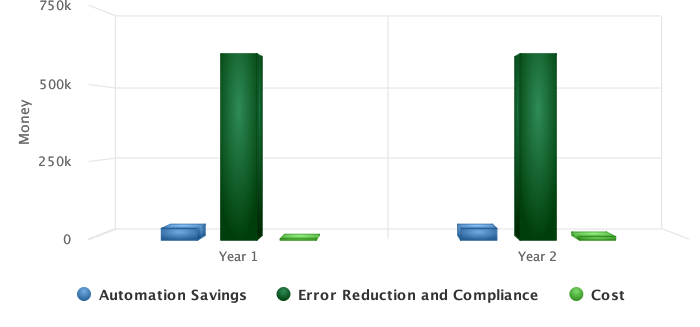 750k
500k
Money
250k
0
Year 1 Year 2
Automation Savings Error Reduction and Compliance Cost